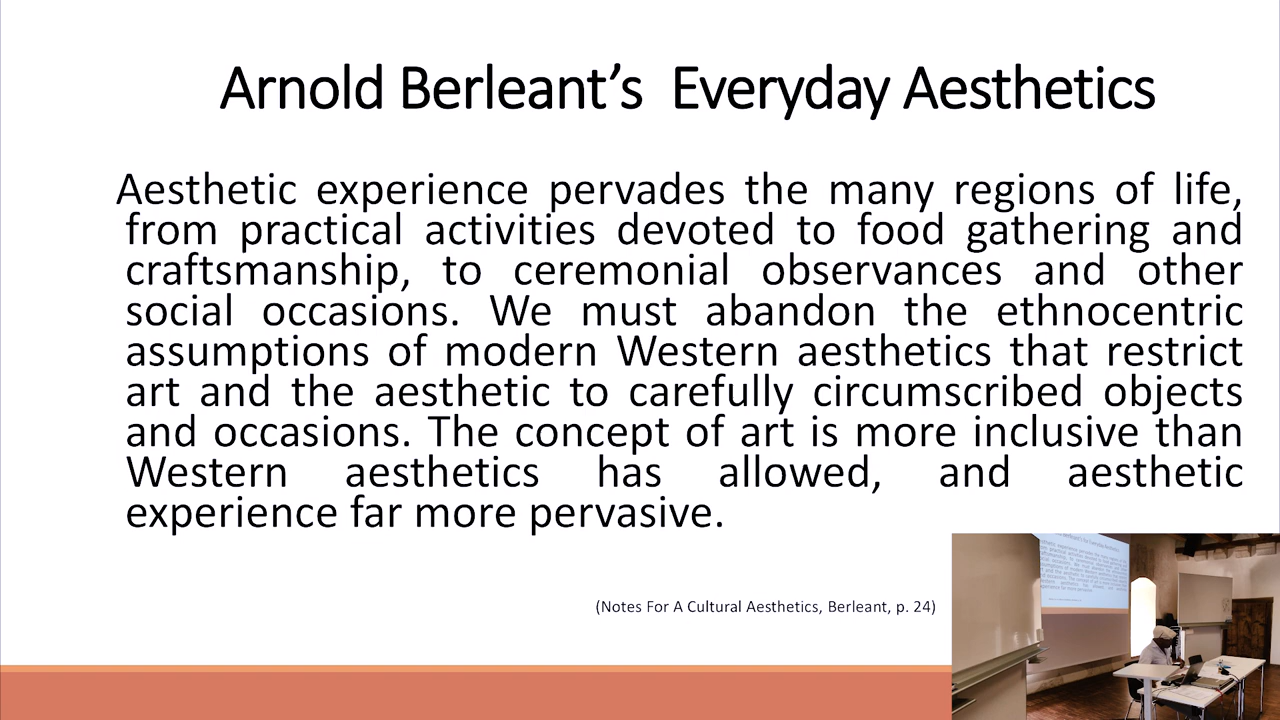 Arnold Berleant’s Everyday Aesthetics
Aesthetic experience pervades the many regions of life,
from practical activities devoted to food gathering and
craftsmanship, to ceremonial observances and other
social occasions. We must abandon the ethnocentric
assumptions of modern Western aesthetics that restrict
art and the aesthetic to carefully circumscribed objects
and occasions. The concept of art is more inclusive than
Western aesthetics has allowed, and aesthetic
experience far more pervasive.
(Notes For A Cultural Aesthetics, Berleant, p. 24)